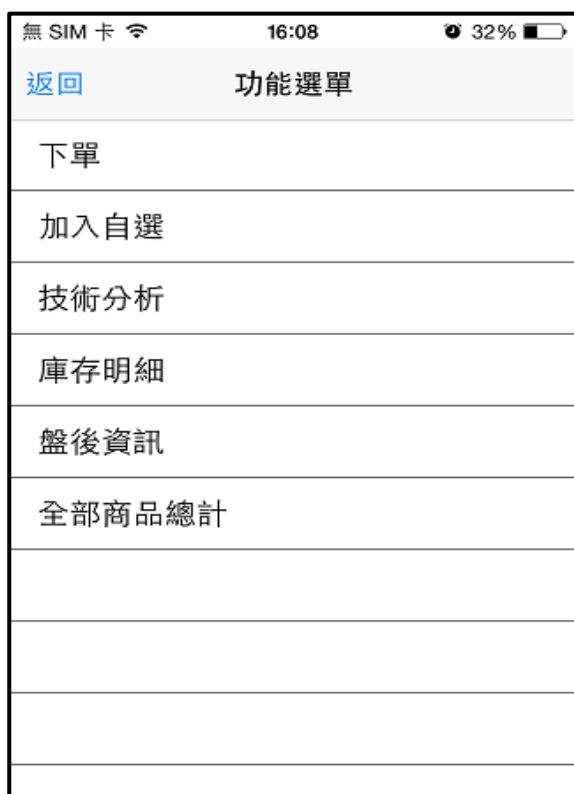 無 SIM 卡 16:08 32%
返回 功能選單
下單
加入自選
技術分析
庫存明細
盤後資訊
全部商品總計